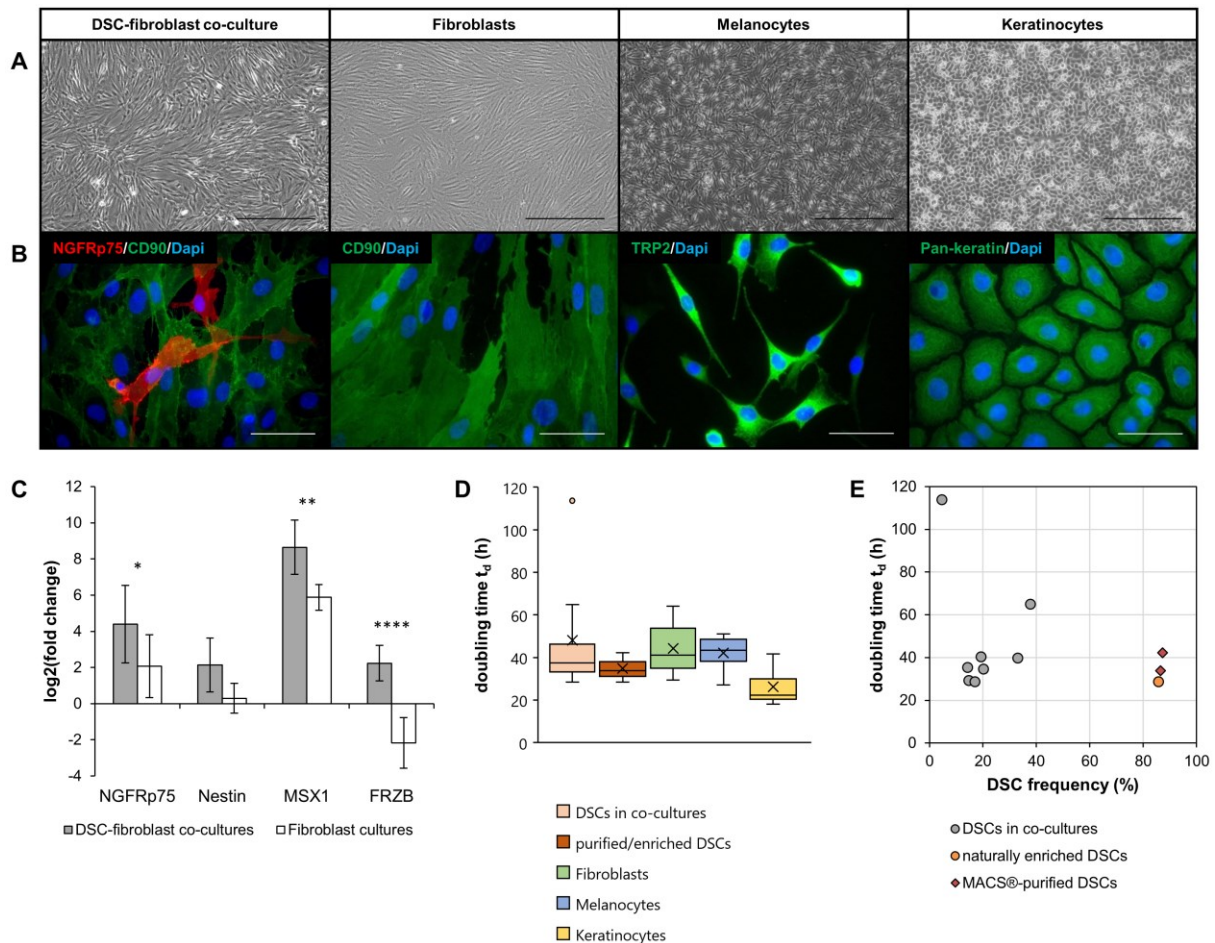 DSC-fibroblast co-culture
Fibroblasts
Melanocytes
Keratinocytes
A
B
NGFRp75/CD90/Dapi
CD90/Dapi
TRP2/Dapi
Pan-keratin/Dapi
C
log2(fold change)
12
10
8
6
4
2
0
-2
-4
*
**
****
NGFRp75
Nestin
MSX1
FRZB
DSC-fibroblast co-cultures
Fibroblast cultures
D
doubling time td (h)
120
100
80
60
40
20
0
DSCs in co-cultures
purified/enriched DSCs
Fibroblasts
Melanocytes
Keratinocytes
E
doubling time td (h)
120
100
80
60
40
20
0
0 20 40 60 80 100
DSC frequency (%)
DSCs in co-cultures
naturally enriched DSCs
MACS®-purified DSCs